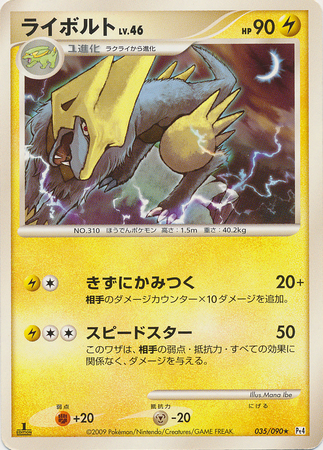 ライボルト LV.46 HP 90
1進化 ラクライから進化
NO.310 ほうでんポケモン 高さ:1.5m 重さ:40.2kg
きずにかみつく 20+
相手のダメージカウンター×10ダメージを追加。
スピードスター 50
このワザは、相手の弱点・抵抗力・すべての効果に
関係なく、ダメージを与える。
Illus.Mana Ibe
弱点 抵抗力 にげる
+20 -20
1 EDITION ©2009 Pokémon/Nintendo/Creatures/GAME FREAK. 035/090★ Pt4